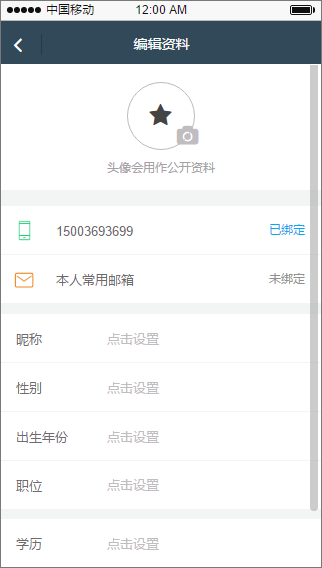 中国移动 12:00 AM
编辑资料
头像会用作公开资料
15003693699 已绑定
本人常用邮箱 未绑定
昵称 点击设置
性别 点击设置
出生年份 点击设置
职位 点击设置
学历 点击设置